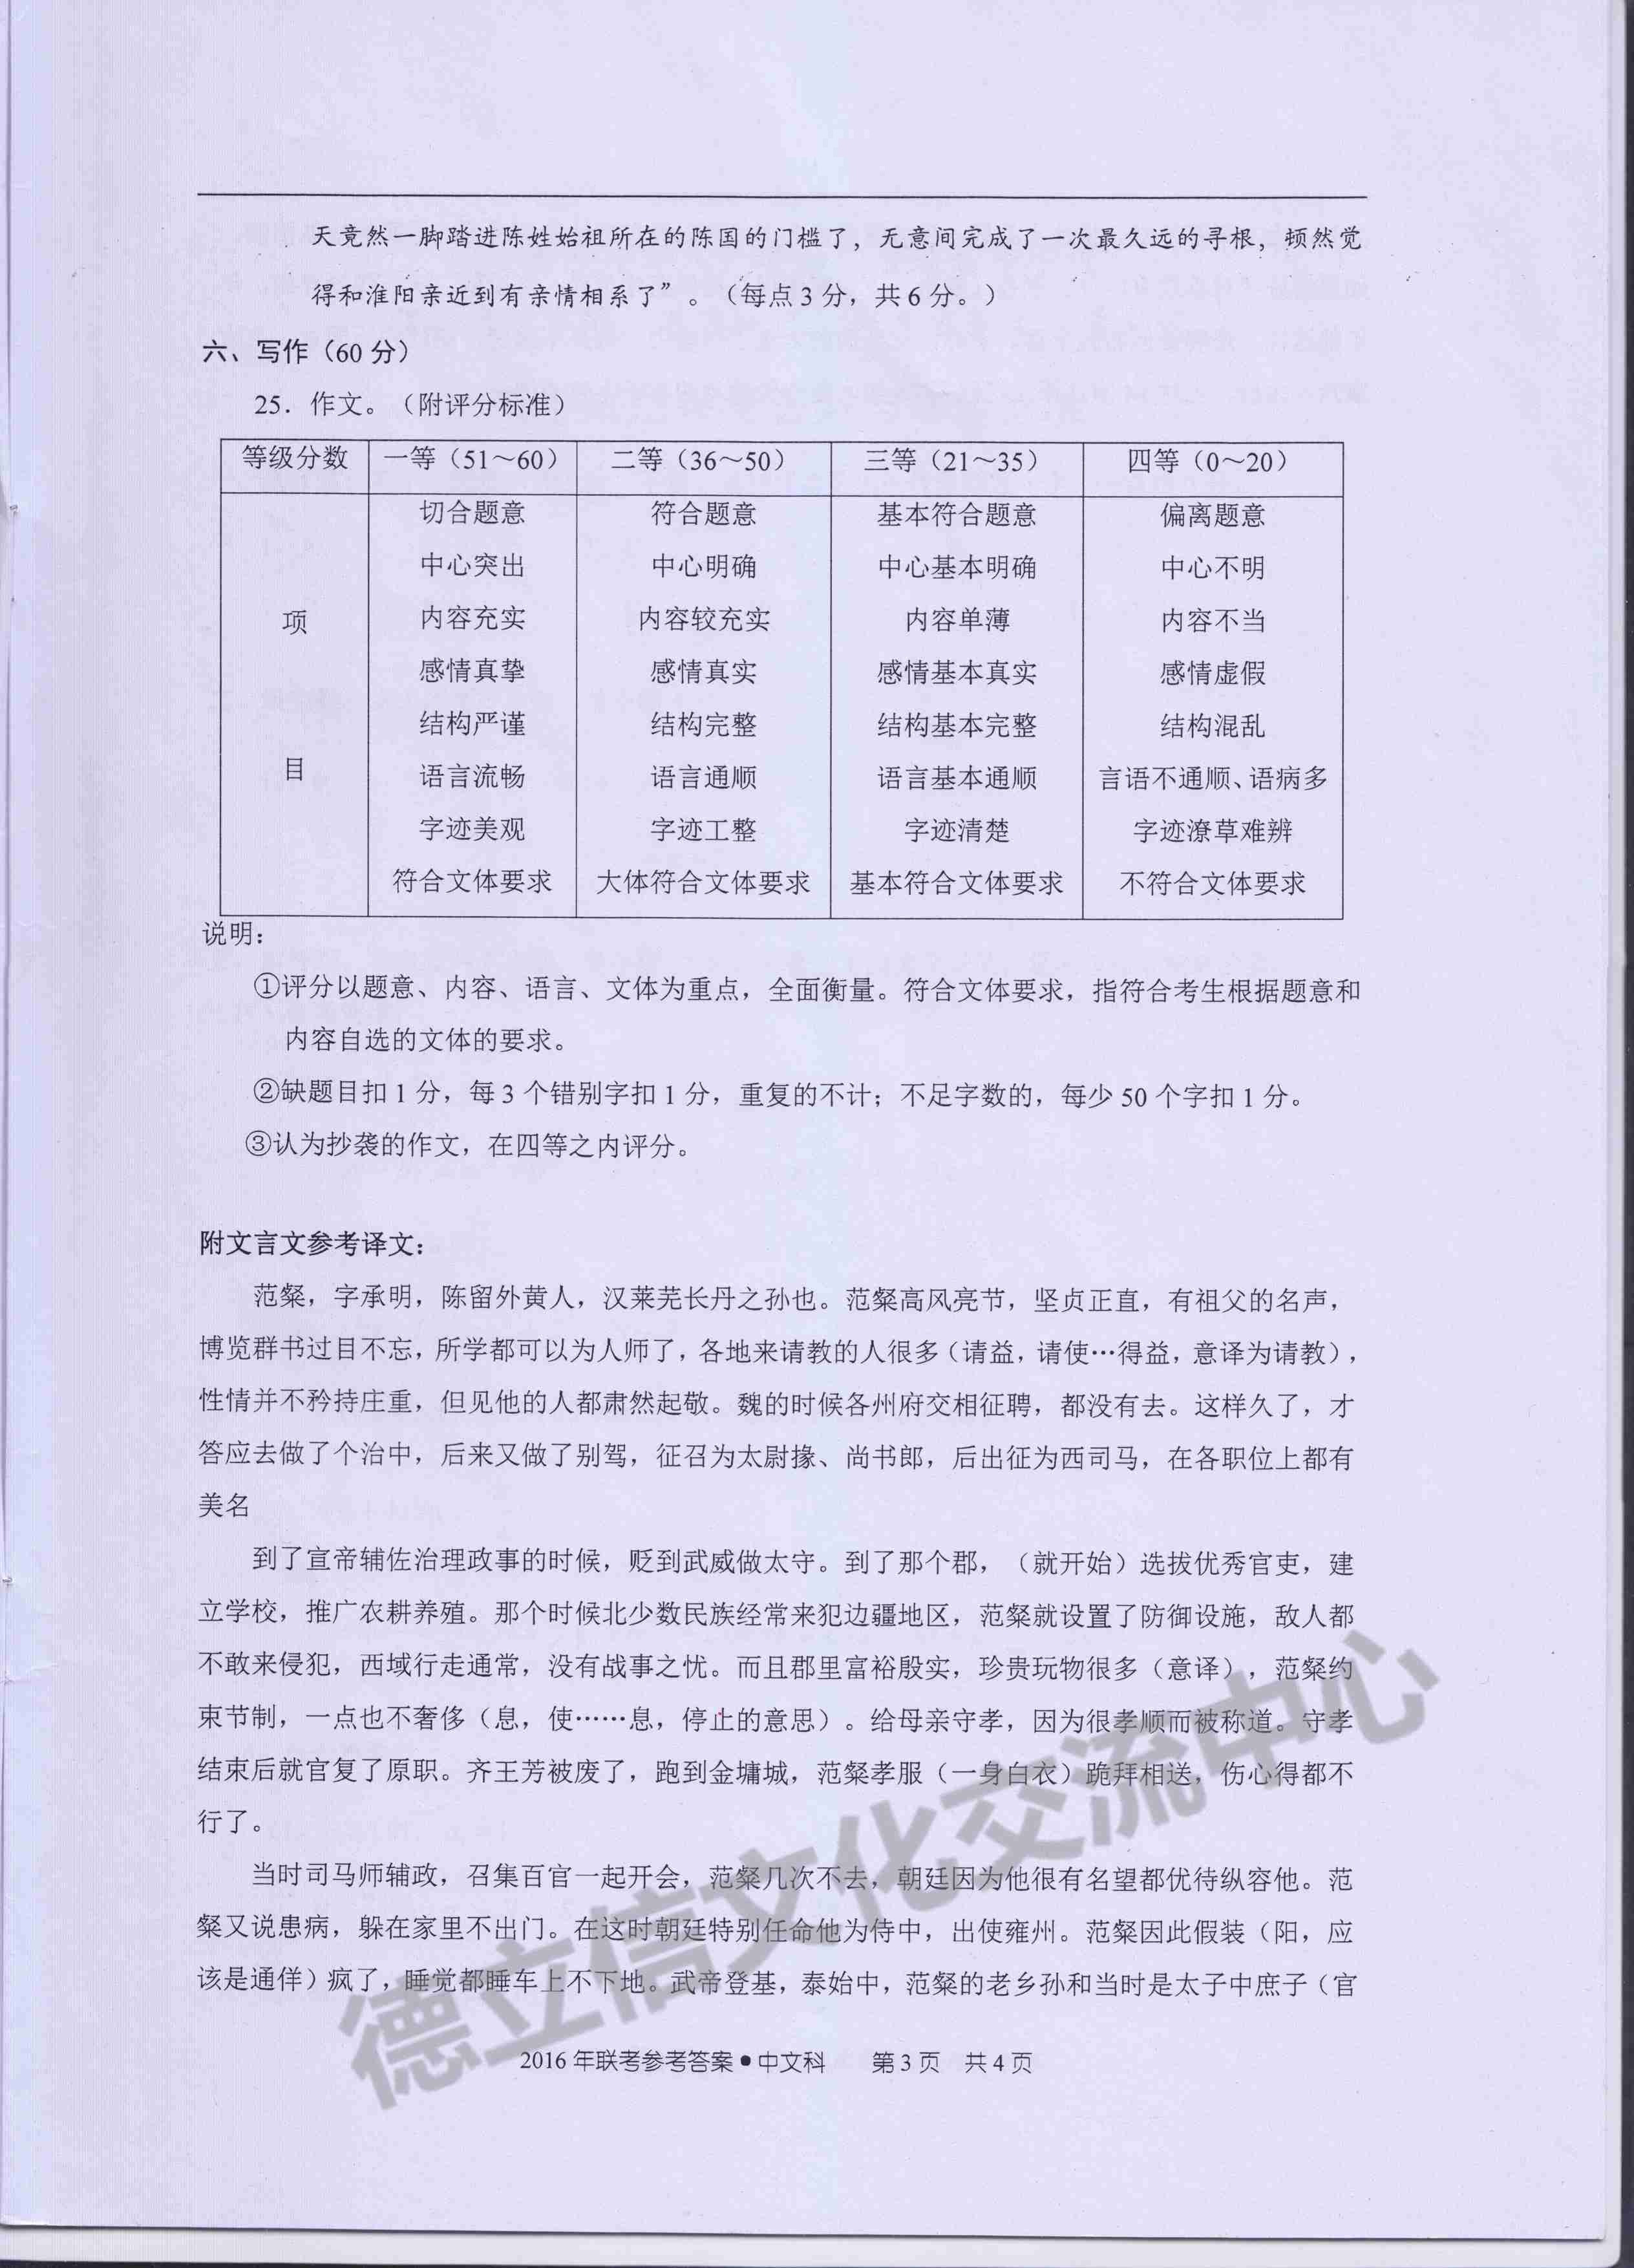 天竟然一脚踏进陈姓始祖所在的陈国的门槛了，无意间完成了一次最久远的寻根，顿然觉
得和淮阳亲近到有亲情相系了”。（每点3分，共6分。）
六、写作（60分）
25．作文。（附评分标准）
等级分数 一等（51～60） 二等（36～50） 三等（21～35） 四等（0～20）
切合题意 符合题意 基本符合题意 偏离题意
中心突出 中心明确 中心基本明确 中心不明
项 内容充实 内容较充实 内容单薄 内容不当
感情真挚 感情真实 感情基本真实 感情虚假
结构严谨 结构完整 结构基本完整 结构混乱
目 语言流畅 语言通顺 语言基本通顺 言语不通顺、语病多
字迹美观 字迹工整 字迹清楚 字迹潦草难辨
符合文体要求 大体符合文体要求 基本符合文体要求 不符合文体要求
说明：
①评分以题意、内容、语言、文体为重点，全面衡量。符合文体要求，指符合考生根据题意和
内容自选的文体的要求。
②缺题目扣1分，每3个错别字扣1分，重复的不计；不足字数的，每少50个字扣1分。
③认为抄袭的作文，在四等之内评分。
附文言文参考译文：
范粲，字承明，陈留外黄人，汉莱芜长丹之孙也。范粲高风亮节，坚贞正直，有祖父的名声，
博览群书过目不忘，所学都可以为人师了，各地来请教的人很多（请益，请使…得益，意译为请教），
性情并不矜持庄重，但见他的人都肃然起敬。魏的时候各州府交相征聘，都没有去。这样久了，才
答应去做了个治中，后来又做了别驾，征召为太尉掾、尚书郎，后出征为西司马，在各职位上都有
美名
到了宣帝辅佐治理政事的时候，贬到武威做太守。到了那个郡，（就开始）选拔优秀官吏，建
立学校，推广农耕养殖。那个时候北少数民族经常来犯边疆地区，范粲就设置了防御设施，敌人都
不敢来侵犯，西域行走通常，没有战事之忧。而且郡里富裕殷实，珍贵玩物很多（意译），范粲约
束节制，一点也不奢侈（息，使……息，停止的意思）。给母亲守孝，因为很孝顺而被称道。守孝
结束后就官复了原职。齐王芳被废了，跑到金墉城，范粲孝服（一身白衣）跪拜相送，伤心得都不
行了。
当时司马师辅政，召集百官一起开会，范粲几次不去，朝廷因为他很有名望都优待纵容他。范
粲又说患病，躲在家里不出门。在这时朝廷特别任命他为侍中，出使雍州。范粲因此假装（阳，应
该是通佯）疯了，睡觉都睡车上不下地。武帝登基，泰始中，范粲的老乡孙和当时是太子中庶子（官
德立信文化交流中心
2016年联考参考答案●中文科 第3页 共4页